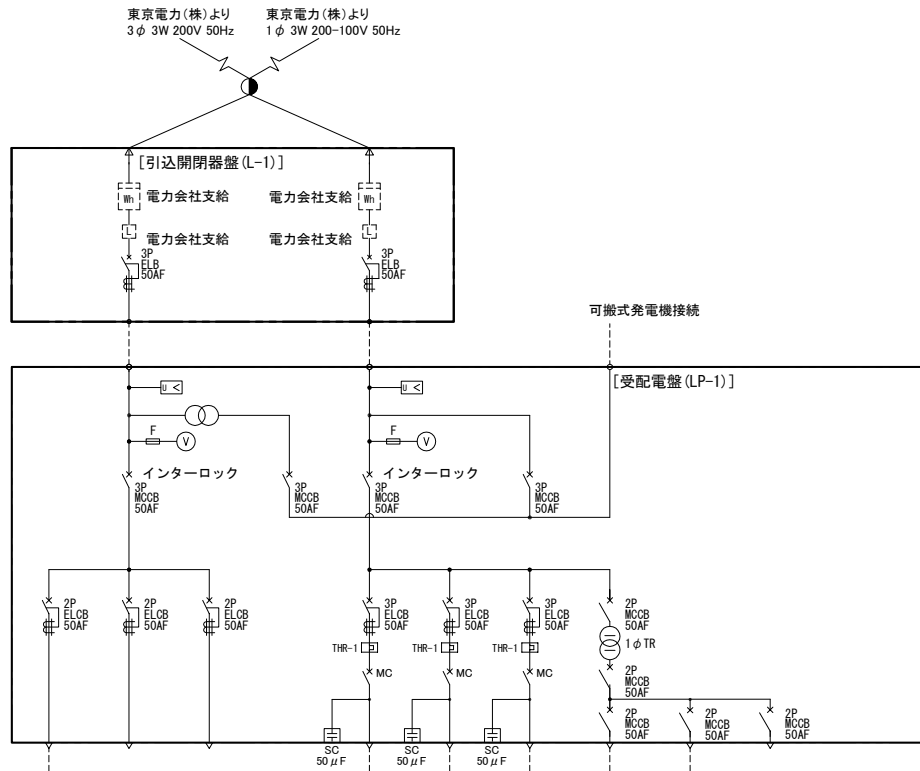 東京電力(株)より
3φ 3W 200V 50Hz
東京電力(株)より
1φ 3W 200-100V 50Hz
[引込開閉器盤(L-1)]
Wh
電力会社支給
電力会社支給
Wh
L
電力会社支給
電力会社支給
L
3P
ELB
50AF
3P
ELB
50AF
可搬式発電機接続
[受配電盤(LP-1)]
U <
U <
F
V
F
V
インターロック
インターロック
3P
MCCB
50AF
3P
MCCB
50AF
3P
MCCB
50AF
3P
MCCB
50AF
2P
ELCB
50AF
2P
ELCB
50AF
2P
ELCB
50AF
3P
ELCB
50AF
3P
ELCB
50AF
3P
ELCB
50AF
2P
MCCB
50AF
THR-1
THR-1
THR-1
1φTR
MC
MC
MC
2P
MCCB
50AF
2P
MCCB
50AF
2P
MCCB
50AF
2P
MCCB
50AF
SC
50μF
SC
50μF
SC
50μF